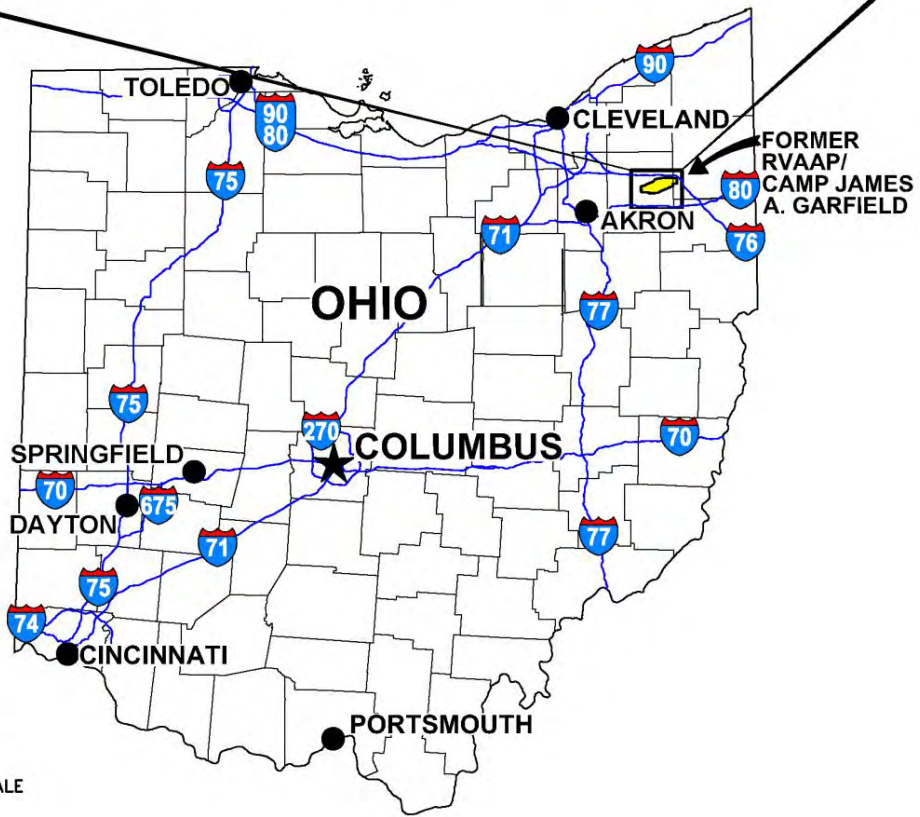 TOLEDO
90
80
90
CLEVELAND
FORMER
RVAAP/
CAMP JAMES
A. GARFIELD
80
75
AKRON
71
76
OHIO
77
75
270
COLUMBUS
70
SPRINGFIELD
70
675
DAYTON
71
77
75
74
CINCINNATI
PORTSMOUTH